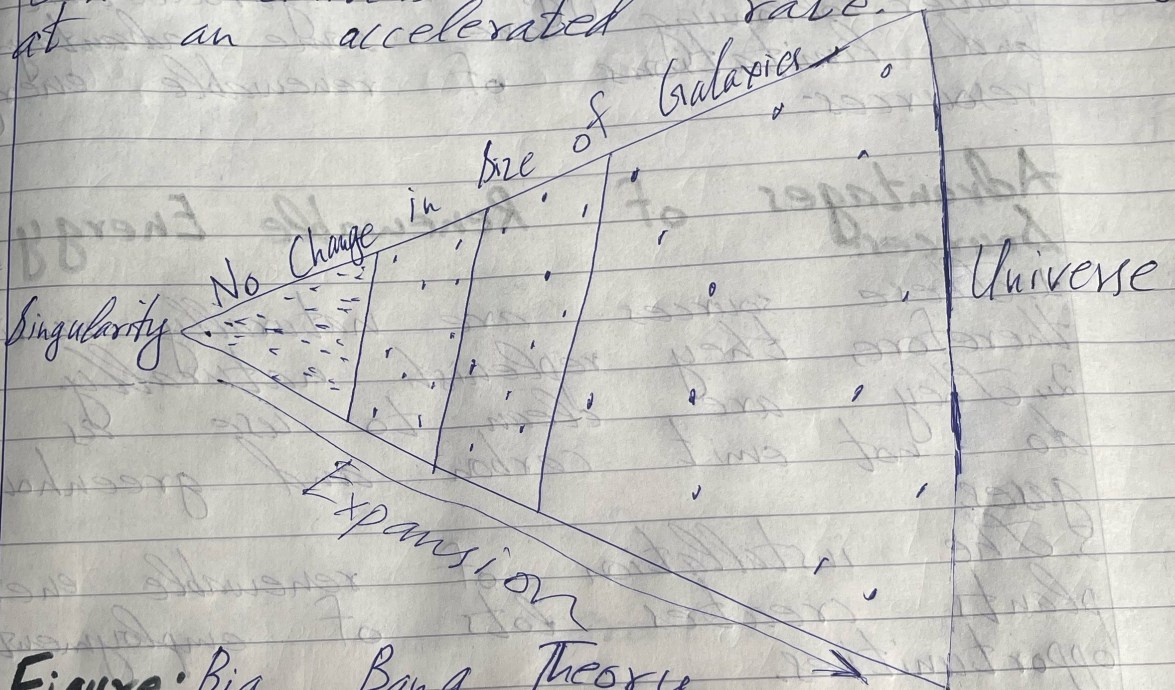 at an accelerated rate.
No Change in Size of Galaxies
Singularity
Universe
Expansion
Figure: Big Bang Theory